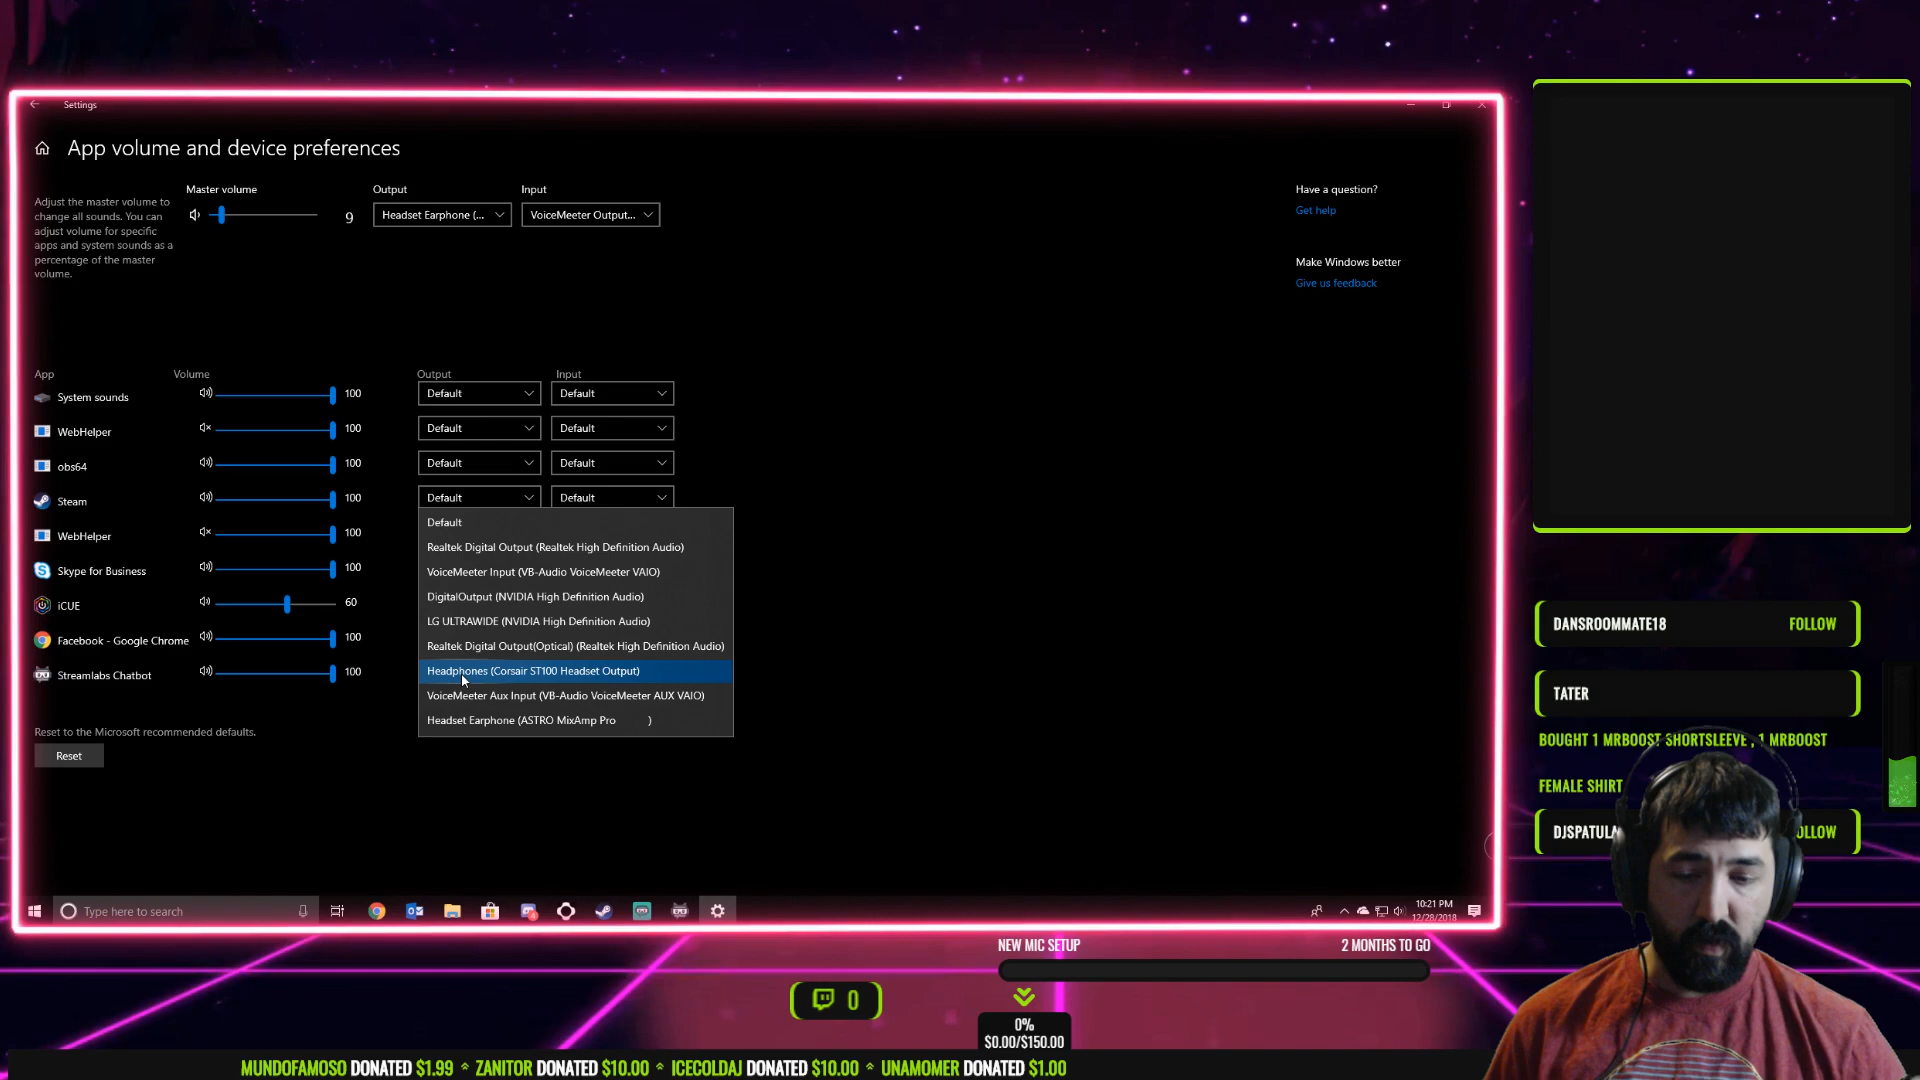 Settings
App volume and device preferences
Adjust the master volume to
change all sounds. You can
adjust volume for specific
apps and system sounds as a
percentage of the master
volume.
Master volume
9
Output
Headset Earphone (...
Input
VoiceMeeter Output...
Have a question?
Get help
Make Windows better
Give us feedback
App Volume Output Input
System sounds 100 Default Default
WebHelper 100 Default Default
obs64 100 Default Default
Steam 100 Default Default
WebHelper 100
Skype for Business 100
iCUE 60
Facebook - Google Chrome 100
Streamlabs Chatbot 100
Default
Realtek Digital Output (Realtek High Definition Audio)
VoiceMeeter Input (VB-Audio VoiceMeeter VAIO)
DigitalOutput (NVIDIA High Definition Audio)
LG ULTRAWIDE (NVIDIA High Definition Audio)
Realtek Digital Output(Optical) (Realtek High Definition Audio)
Headphones (Corsair ST100 Headset Output)
VoiceMeeter Aux Input (VB-Audio VoiceMeeter AUX VAIO)
Headset Earphone (ASTRO MixAmp Pro )
Reset to the Microsoft recommended defaults.
Reset
Type here to search
10:21 PM
12/28/2018
DANSROOMMATE18 FOLLOW
TATER
BOUGHT 1 MRBOOST SHORTSLEEVE , 1 MRBOOST
FEMALE SHIRT
DJSPATULA
NEW MIC SETUP 2 MONTHS TO GO
0
0%
$0.00/$150.00
MUNDOFAMOSO DONATED $1.99 ^ ZANITOR DONATED $10.00 ^ ICECOLDAJ DONATED $10.00 ^ UNAMOMER DONATED $1.00